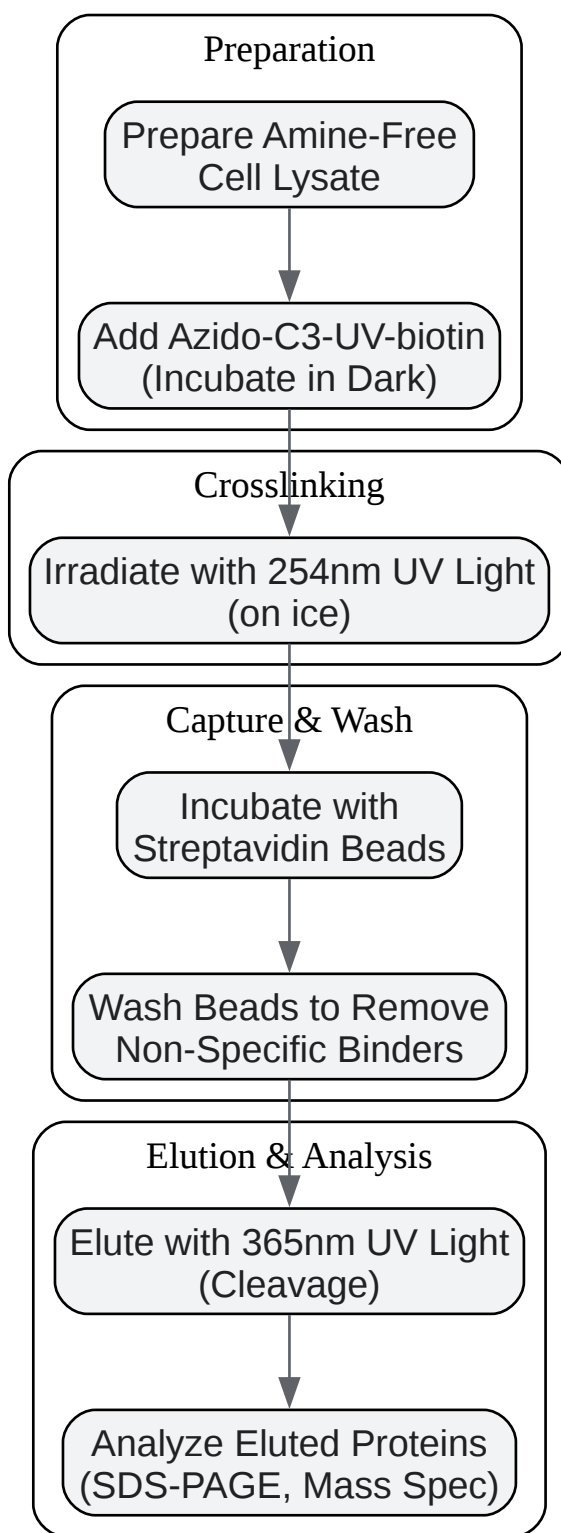 Preparation
Prepare Amine-Free
Cell Lysate
Add Azido-C3-UV-biotin
(Incubate in Dark)
Crosslinking
Irradiate with 254nm UV Light
(on ice)
Capture & Wash
Incubate with
Streptavidin Beads
Wash Beads to Remove
Non-Specific Binders
Elution & Analysis
Elute with 365nm UV Light
(Cleavage)
Analyze Eluted Proteins
(SDS-PAGE, Mass Spec)